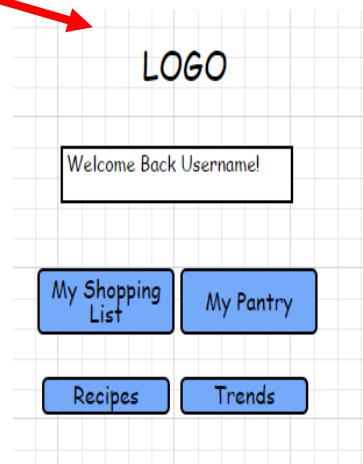 LOGO
Welcome Back Username!
My Shopping
List
My Pantry
Recipes
Trends